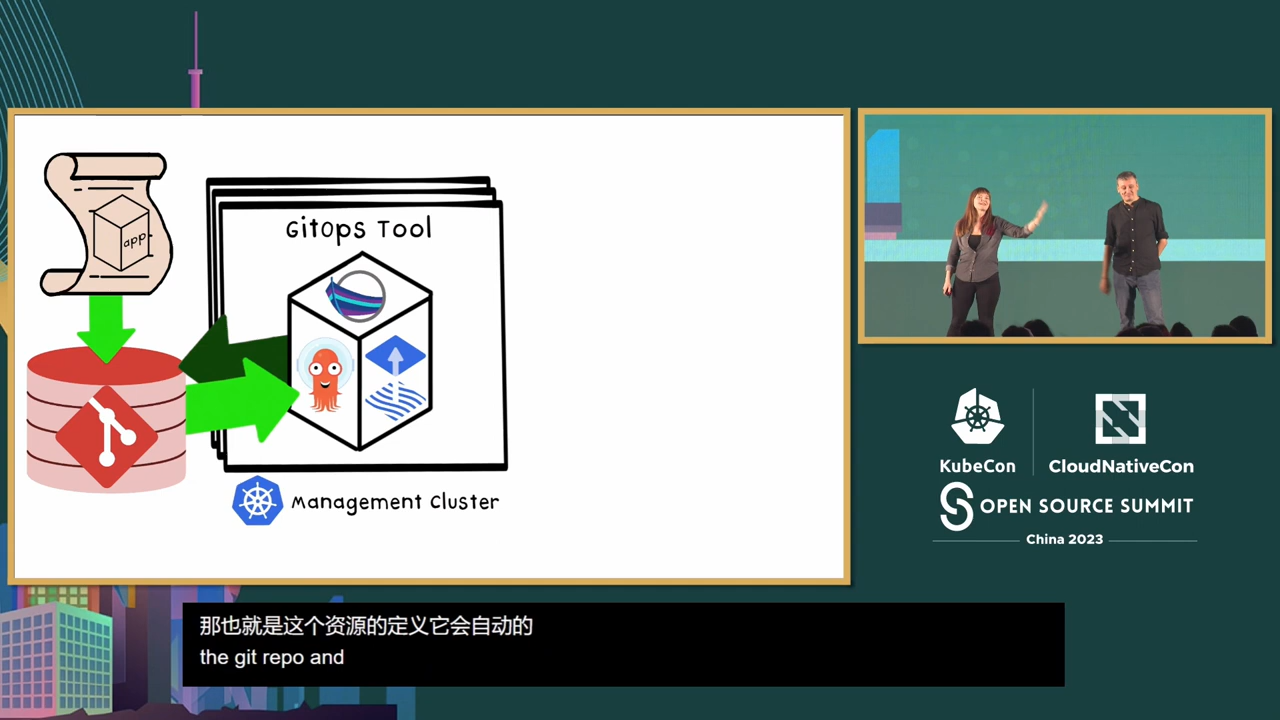 app
GitOps Tool
Management Cluster
KubeCon
CloudNativeCon
OPEN SOURCE SUMMIT
China 2023
那也就是这个资源的定义它会自动的
the git repo and